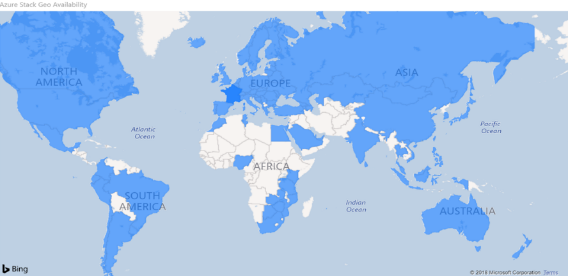 Azure Stack Geo Availability
NORTH
AMERICA
EUROPE
ASIA
Atlantic
Ocean
Pacific
Ocean
AFRICA
SOUTH
AMERICA
Indian
Ocean
AUSTRALIA
Bing
© 2018 Microsoft Corporation Terms